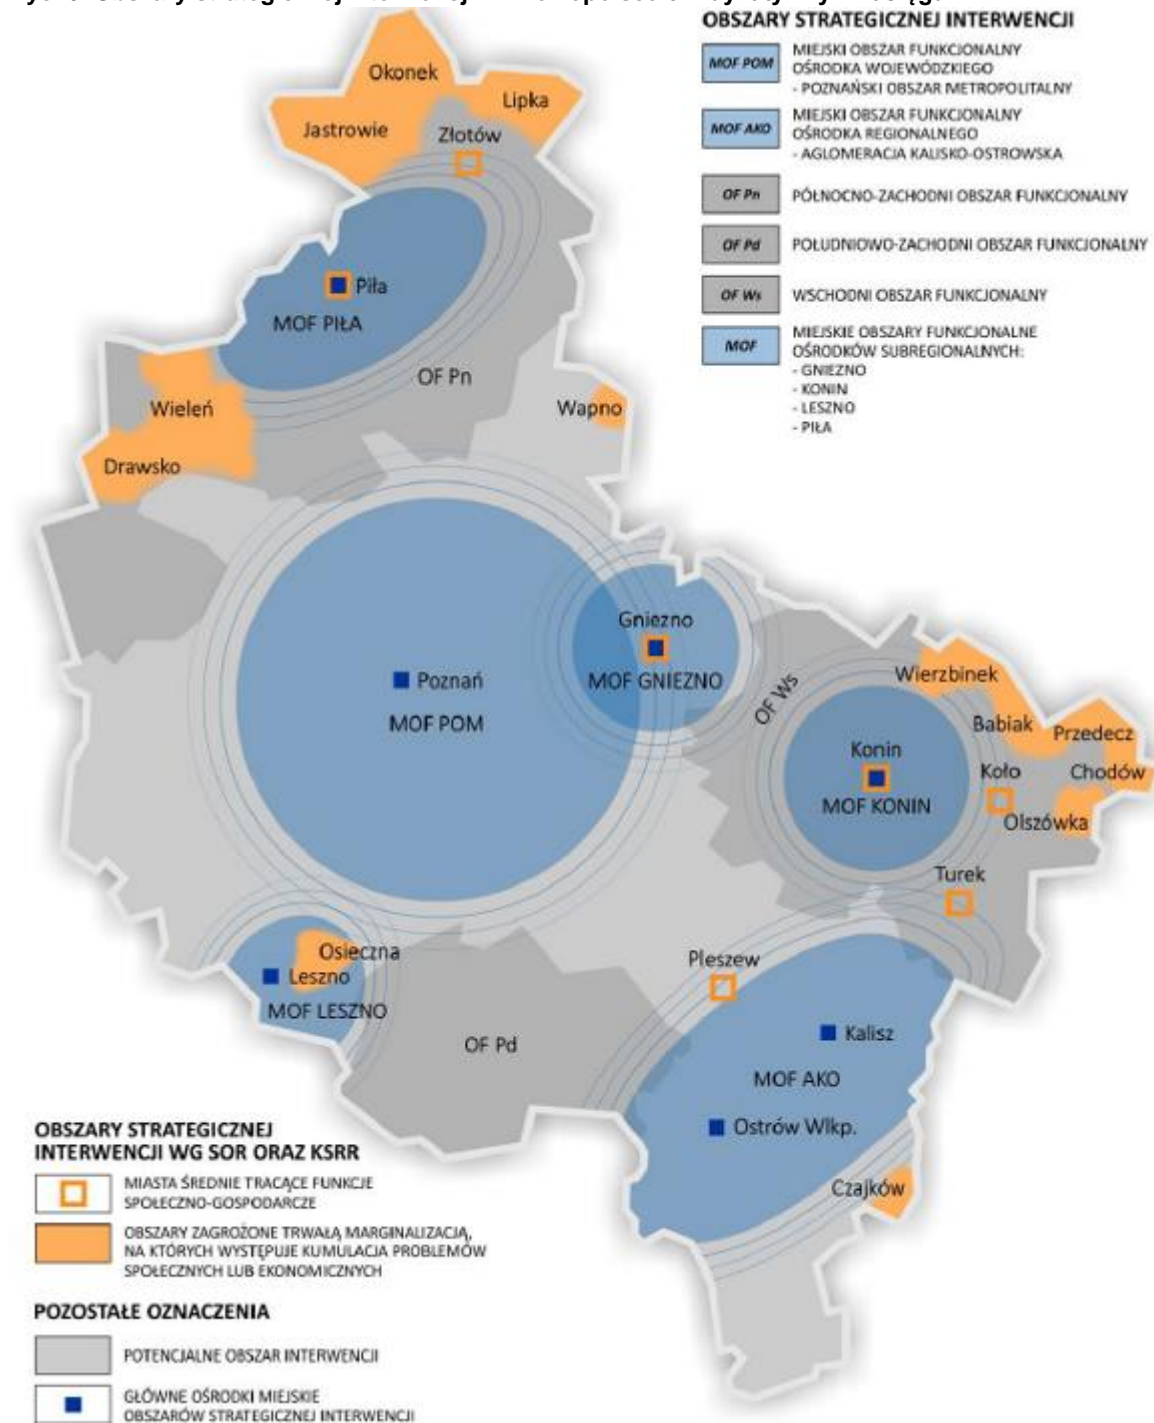 OBSZARY STRATEGICZNEJ INTERWENCJI
MOF POM
MIEJSKI OBSZAR FUNKCJONALNY
OŚRODKA WOJEWÓDZKIEGO
- POZNAŃSKI OBSZAR METROPOLITALNY
MOF AKO
MIEJSKI OBSZAR FUNKCJONALNY
OŚRODKA REGIONALNEGO
- AGLOMERACJA KALISKO-OSTROWSKA
OF Pn
PÓŁNOCNO-ZACHODNI OBSZAR FUNKCJONALNY
OF Pd
POŁUDNIOWO-ZACHODNI OBSZAR FUNKCJONALNY
OF Ws
WSCHODNI OBSZAR FUNKCJONALNY
MOF
MIEJSKIE OBSZARY FUNKCJONALNE
OŚRODKÓW SUBREGIONALNYCH:
- GNIEZNO
- KONIN
- LESZNO
- PIŁA
Okonek
Lipka
Jastrowie
Złotów
Piła
MOF PIŁA
OF Pn
Wieleń
Wapno
Drawsko
Gniezno
MOF GNIEZNO
Poznań
MOF POM
OF Ws
Wierzbinek
Babiak
Przedecz
Konin
Koło
Chodów
MOF KONIN
Olszówka
Turek
Osieczna
Leszno
MOF LESZNO
Pleszew
OF Pd
Kalisz
MOF AKO
Ostrów Wlkp.
Czajków
OBSZARY STRATEGICZNEJ
INTERWENCJI WG SOR ORAZ KSRR
MIASTA ŚREDNIE TRACĄCE FUNKCJE
SPOŁECZNO-GOSPODARCZE
OBSZARY ZAGROŻONE TRWAŁĄ MARGINALIZACJĄ,
NA KTÓRYCH WYSTĘPUJE KUMULACJA PROBLEMÓW
SPOŁECZNYCH LUB EKONOMICZNYCH
POZOSTAŁE OZNACZENIA
POTENCJALNE OBSZAR INTERWENCJI
GŁÓWNE OŚRODKI MIEJSKIE
OBSZARÓW STRATEGICZNEJ INTERWENCJI